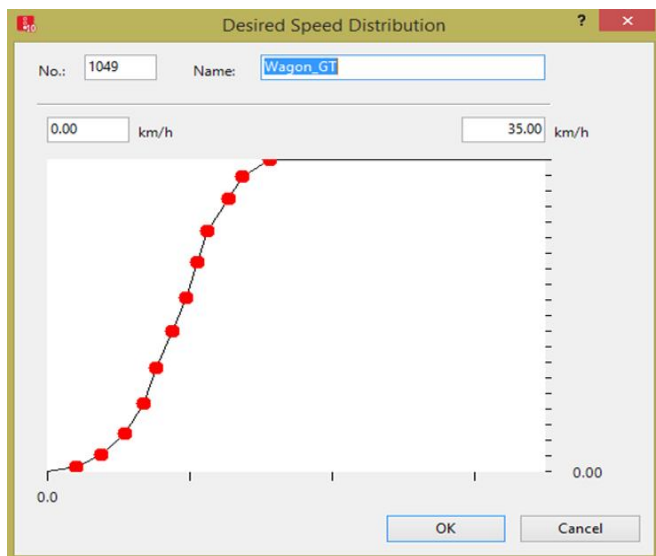 Desired Speed Distribution
No.: 1049 Name: Wagon_GT
0.00 km/h 35.00 km/h
0.00
0.0
OK Cancel